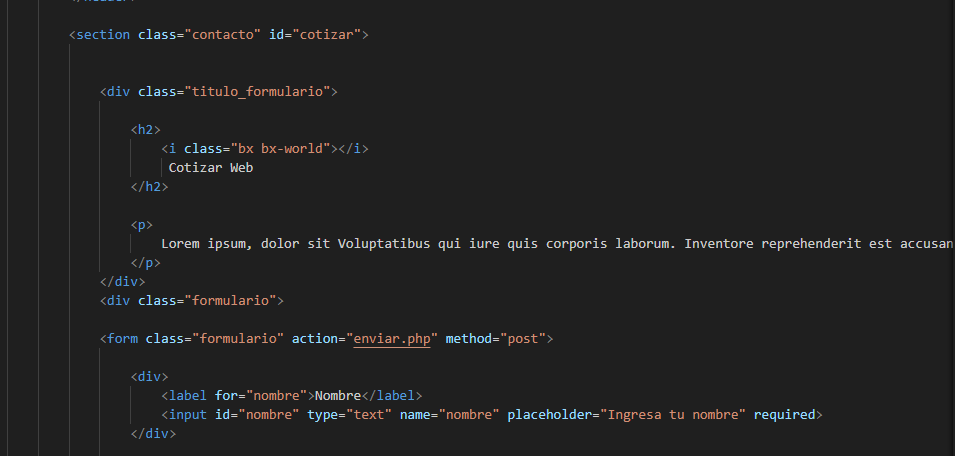 <section class="contacto" id="cotizar">
<div class="titulo_formulario">
<h2>
<i class="bx bx-world"></i>
Cotizar Web
</h2>
<p>
Lorem ipsum, dolor sit Voluptatibus qui iure quis corporis laborum. Inventore reprehenderit est accusan
</p>
</div>
<div class="formulario">
<form class="formulario" action="enviar.php" method="post">
<div>
<label for="nombre">Nombre</label>
<input id="nombre" type="text" name="nombre" placeholder="Ingresa tu nombre" required>
</div>